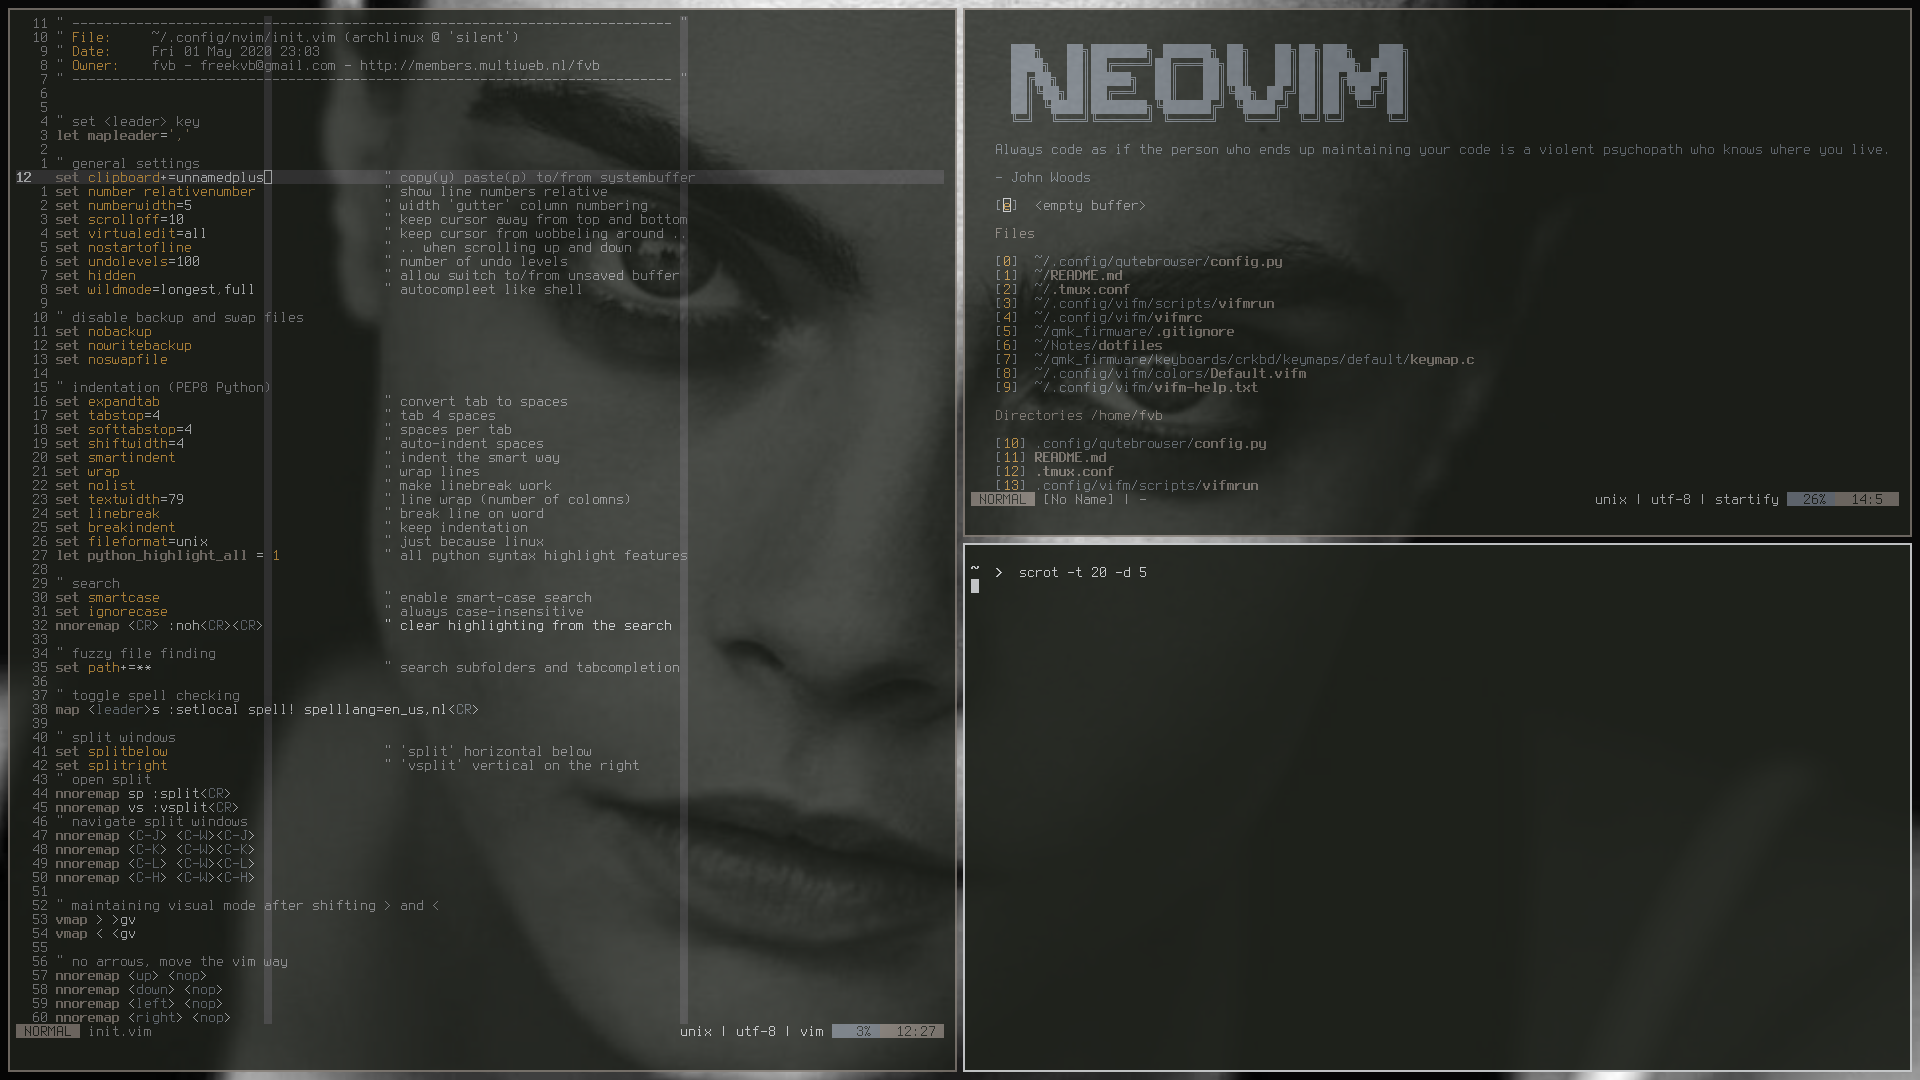 11 " --------------------------------------------------------------------------- "
10 " File:     ~/.config/nvim/init.vim (archlinux @ 'silent')
9 " Date:     Fri 01 May 2020 23:03
8 " Owner:    fvb - freekvb@gmail.com - http://members.multiweb.nl/fvb
7 " --------------------------------------------------------------------------- "
6
5
4 " set <leader> key
3 let mapleader=','
2
1 " general settings
12 set clipboard+=unnamedplus " copy(y) paste(p) to/from systembuffer
1 set number relativenumber " show line numbers relative
2 set numberwidth=5 " width 'gutter' column numbering
3 set scrolloff=10 " keep cursor away from top and bottom
4 set virtualedit=all " keep cursor from wobbeling around ..
5 set nostartofline " .. when scrolling up and down
6 set undolevels=100 " number of undo levels
7 set hidden " allow switch to/from unsaved buffer
8 set wildmode=longest,full " autocompleet like shell
9
10 " disable backup and swap files
11 set nobackup
12 set nowritebackup
13 set noswapfile
14
15 " indentation (PEP8 Python)
16 set expandtab " convert tab to spaces
17 set tabstop=4 " tab 4 spaces
18 set softtabstop=4 " spaces per tab
19 set shiftwidth=4 " auto-indent spaces
20 set smartindent " indent the smart way
21 set wrap " wrap lines
22 set nolist " make linebreak work
23 set textwidth=79 " line wrap (number of colomns)
24 set linebreak " break line on word
25 set breakindent " keep indentation
26 set fileformat=unix " just because linux
27 let python_highlight_all = 1 " all python syntax highlight features
28
29 " search
30 set smartcase " enable smart-case search
31 set ignorecase " always case-insensitive
32 nnoremap <CR> :noh<CR><CR> " clear highlighting from the search
33
34 " fuzzy file finding
35 set path+=** " search subfolders and tabcompletion
36
37 " toggle spell checking
38 map <leader>s :setlocal spell! spelllang=en_us,nl<CR>
39
40 " split windows
41 set splitbelow " 'split' horizontal below
42 set splitright " 'vsplit' vertical on the right
43 " open split
44 nnoremap sp :split<CR>
45 nnoremap vs :vsplit<CR>
46 " navigate split windows
47 nnoremap <C-J> <C-W><C-J>
48 nnoremap <C-K> <C-W><C-K>
49 nnoremap <C-L> <C-W><C-L>
50 nnoremap <C-H> <C-W><C-H>
51
52 " maintaining visual mode after shifting > and <
53 vmap > >gv
54 vmap < <gv
55
56 " no arrows, move the vim way
57 nnoremap <up> <nop>
58 nnoremap <down> <nop>
59 nnoremap <left> <nop>
60 nnoremap <right> <nop>
NORMAL init.vim unix | utf-8 | vim 3% 12:27
NEOVIM
Always code as if the person who ends up maintaining your code is a violent psychopath who knows where you live.
- John Woods
[e] <empty buffer>
Files
[0] ~/.config/qutebrowser/config.py
[1] ~/README.md
[2] ~/.tmux.conf
[3] ~/.config/vifm/scripts/vifmrun
[4] ~/.config/vifm/vifmrc
[5] ~/qmk_firmware/.gitignore
[6] ~/Notes/dotfiles
[7] ~/qmk_firmware/keyboards/crkbd/keymaps/default/keymap.c
[8] ~/.config/vifm/colors/Default.vifm
[9] ~/.config/vifm/vifm-help.txt
Directories /home/fvb
[10] .config/qutebrowser/config.py
[11] README.md
[12] .tmux.conf
[13] .config/vifm/scripts/vifmrun
NORMAL [No Name] | - unix | utf-8 | startify 26% 14:5
~ > scrot -t 20 -d 5